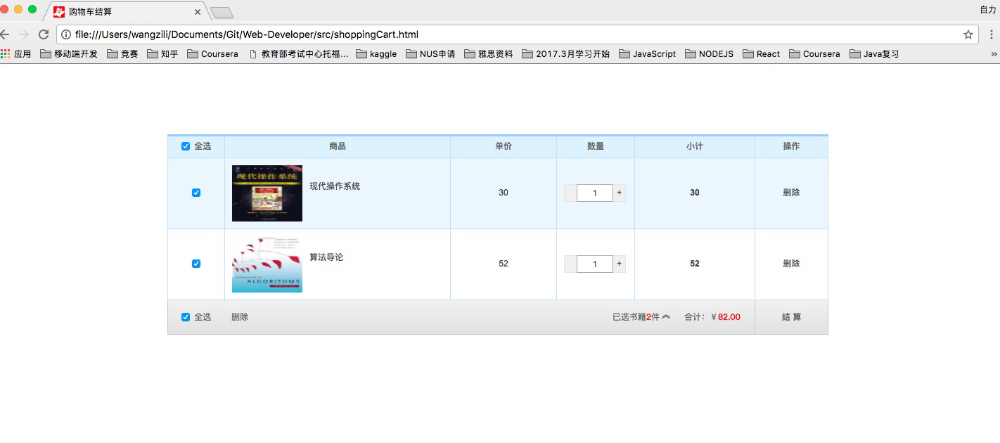 购物车结算
自力
file:///Users/wangzili/Documents/Git/Web-Developer/src/shoppingCart.html
应用 移动端开发 竞赛 知乎 Coursera 教育部考试中心托福... kaggle NUS申请 雅思资料 2017.3月学习开始 JavaScript NODEJS React Coursera Java复习 »
全选 商品 单价 数量 小计 操作
现代操作系统
现代操作系统 30 1 + 30 删除
算法导论 52 1 + 52 删除
ALGORITHMS
全选 删除 已选书籍2件 合计：¥82.00 结 算